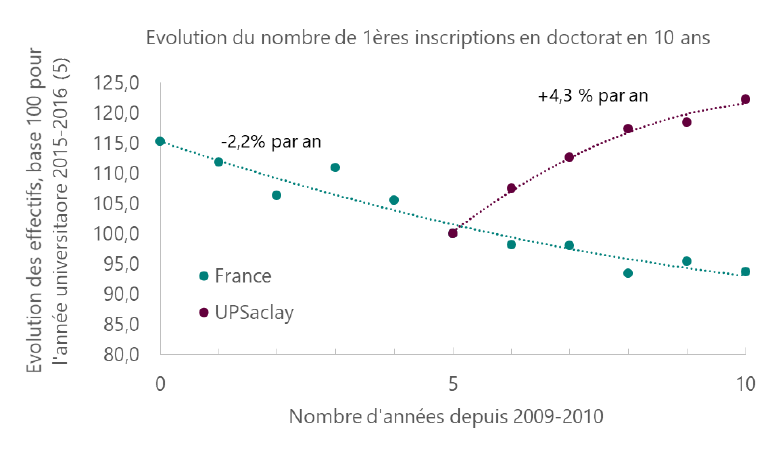 Evolution du nombre de 1ères inscriptions en doctorat en 10 ans
Evolution des effectifs, base 100 pour
l'année universitaore 2015-2016 (5)
125,0
120,0
115,0
110,0
105,0
100,0
95,0
90,0
85,0
80,0
+4,3 % par an
-2,2% par an
France
UPSaclay
0
5
10
Nombre d'années depuis 2009-2010